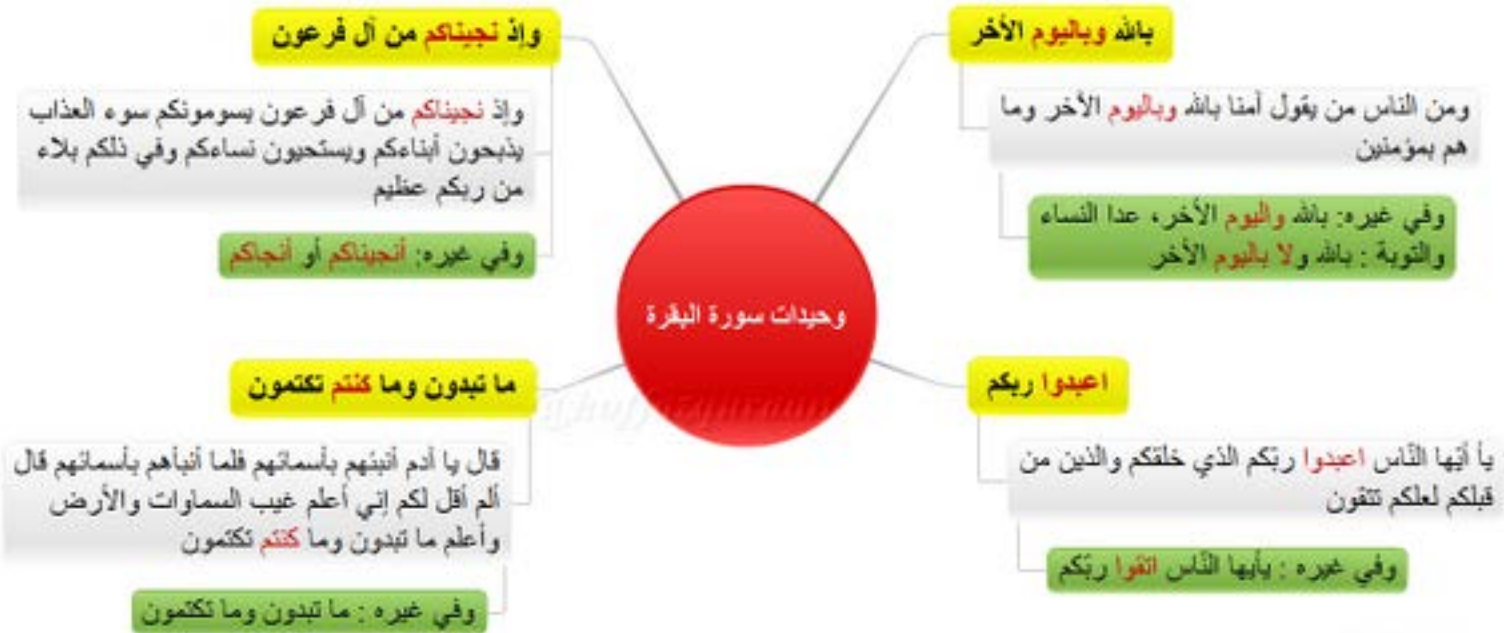 وحيدات سورة البقرة
بالله وباليوم الأخر
ومن الناس من يقول أمنا بالله وباليوم الأخر وما
هم بمؤمنين
وفي غيره: بالله واليوم الأخر، عدا النساء
والتوبة : بالله ولا باليوم الأخر
اعبدوا ربكم
يأ أيّها النّاس اعبدوا ربّكم الذي خلقكم والذين من
قبلكم لعلكم تتقون
وفي غيره : يأيها النّاس اتقوا ربّكم
وإذ نجيناكم من آل فرعون
وإذ نجيناكم من آل فرعون يسومونكم سوء العذاب
يذبحون أبناءكم ويستحيون نساءكم وفي ذلكم بلاء
من ربكم عظيم
وفي غيره: أنجيناكم أو أنجاكم
ما تبدون وما كنتم تكتمون
قال يا أدم أنبئهم بأسمائهم فلما أنبأهم بأسمائهم قال
ألم أقل لكم إني أعلم غيب السماوات والأرض
وأعلم ما تبدون وما كنتم تكتمون
وفي غيره : ما تبدون وما تكتمون